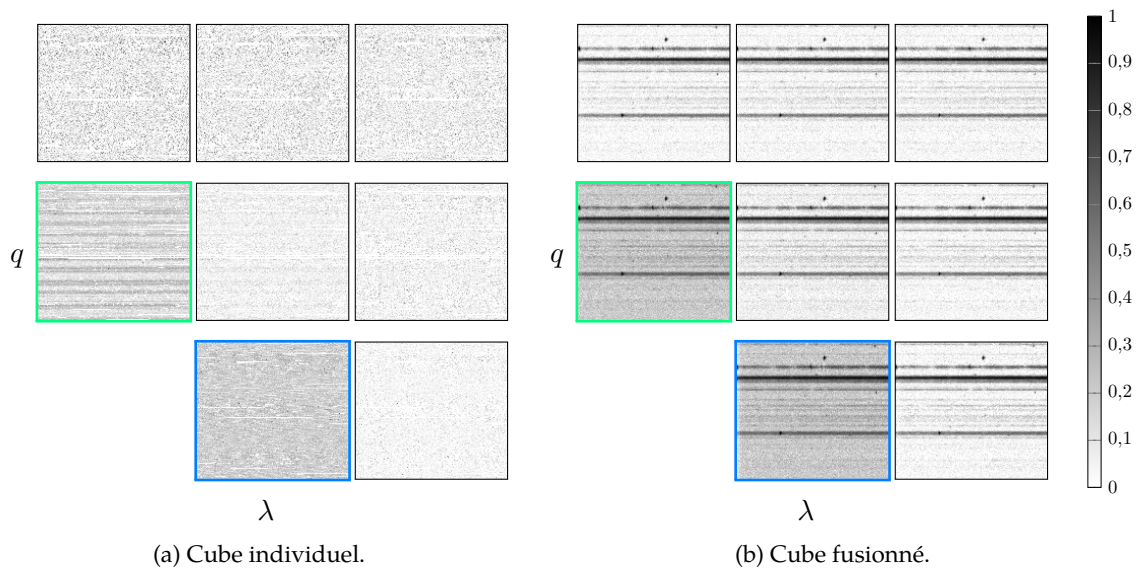 q
λ
(a) Cube individuel.
q
λ
(b) Cube fusionné.
1
0,9
0,8
0,7
0,6
0,5
0,4
0,3
0,2
0,1
0